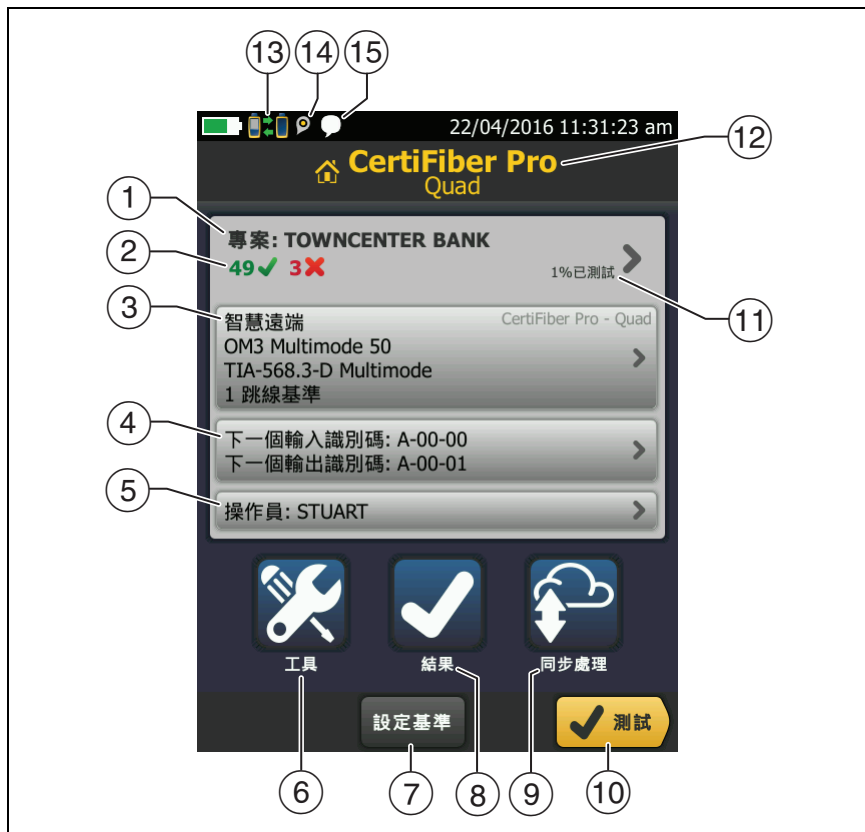 13 14 15
22/04/2016 11:31:23 am
CertiFiber Pro
Quad
12
1
專案: TOWNCENTER BANK
2
49 3
1%已測試
11
3
智慧遠端
CertiFiber Pro - Quad
OM3 Multimode 50
TIA-568.3-D Multimode
1 跳線基準
4
下一個輸入識別碼: A-00-00
下一個輸出識別碼: A-00-01
5
操作員: STUART
工具 結果 同步處理
設定基準 測試
6 7 8 9 10